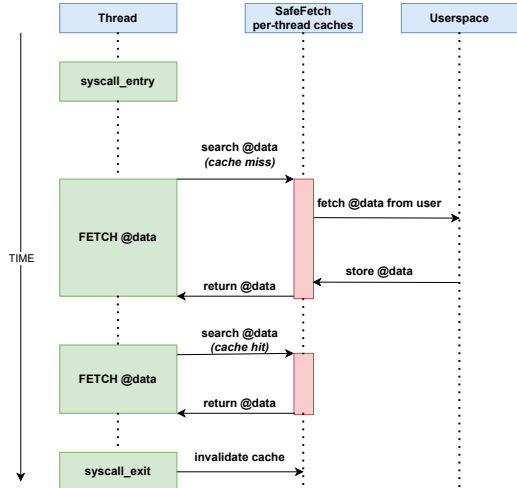 Thread
SafeFetch
per-thread caches
Userspace
syscall_entry
search @data
(cache miss)
fetch @data from user
FETCH @data
TIME
store @data
return @data
search @data
(cache hit)
FETCH @data
return @data
invalidate cache
syscall_exit